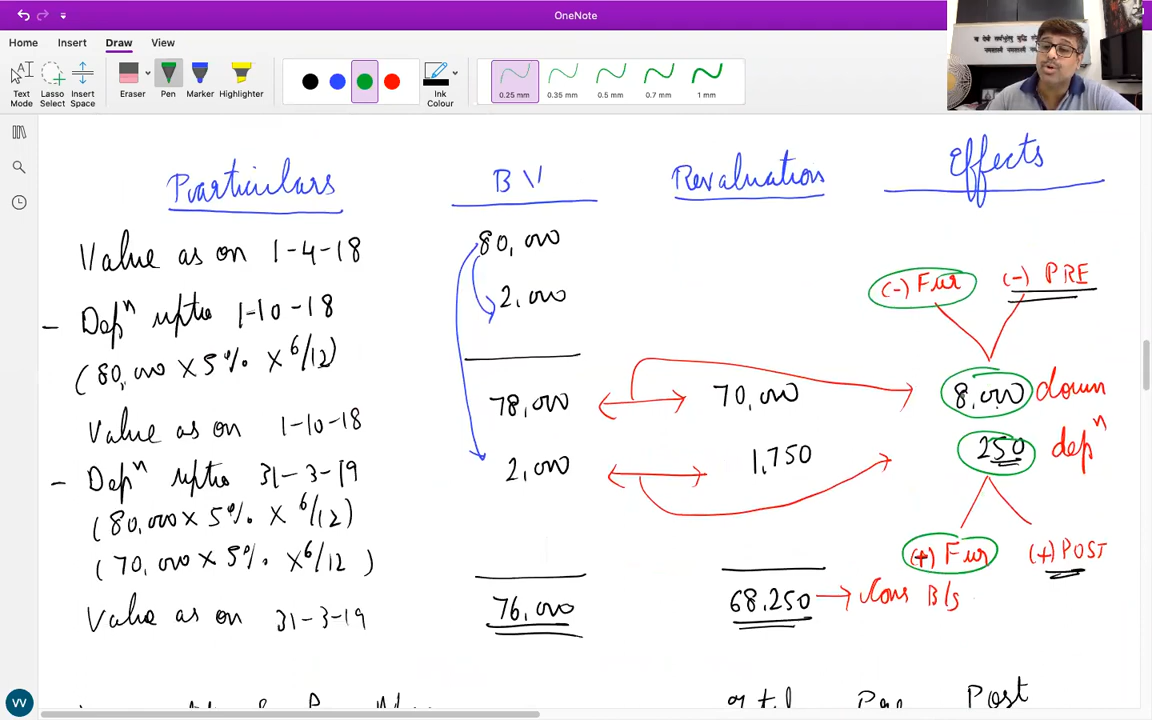 OneNote
Home Insert Draw View
Text Mode
Lasso Select
Insert Space
Eraser
Pen
Marker
Highlighter
0.25 mm
0.35 mm
0.5 mm
0.7 mm
1 mm
Ink Colour
Particulars BV Revaluation Effects
Value as on 1-4-18 80,000
(-) Fur (-) PRE
- Depⁿ upto 1-10-18 2,000
(80,000 X 5% X 6/12)
Value as on 1-10-18 78,000 70,000 8,000 down
- Depⁿ upto 31-3-19 2,000 1,750 250 depⁿ
(80,000 X 5% X 6/12)
(70,000 X 5% X 6/12)
(+) Fur (+) POST
Value as on 31-3-19 76,000 68,250 → Cons B/s
Pre Post
VV